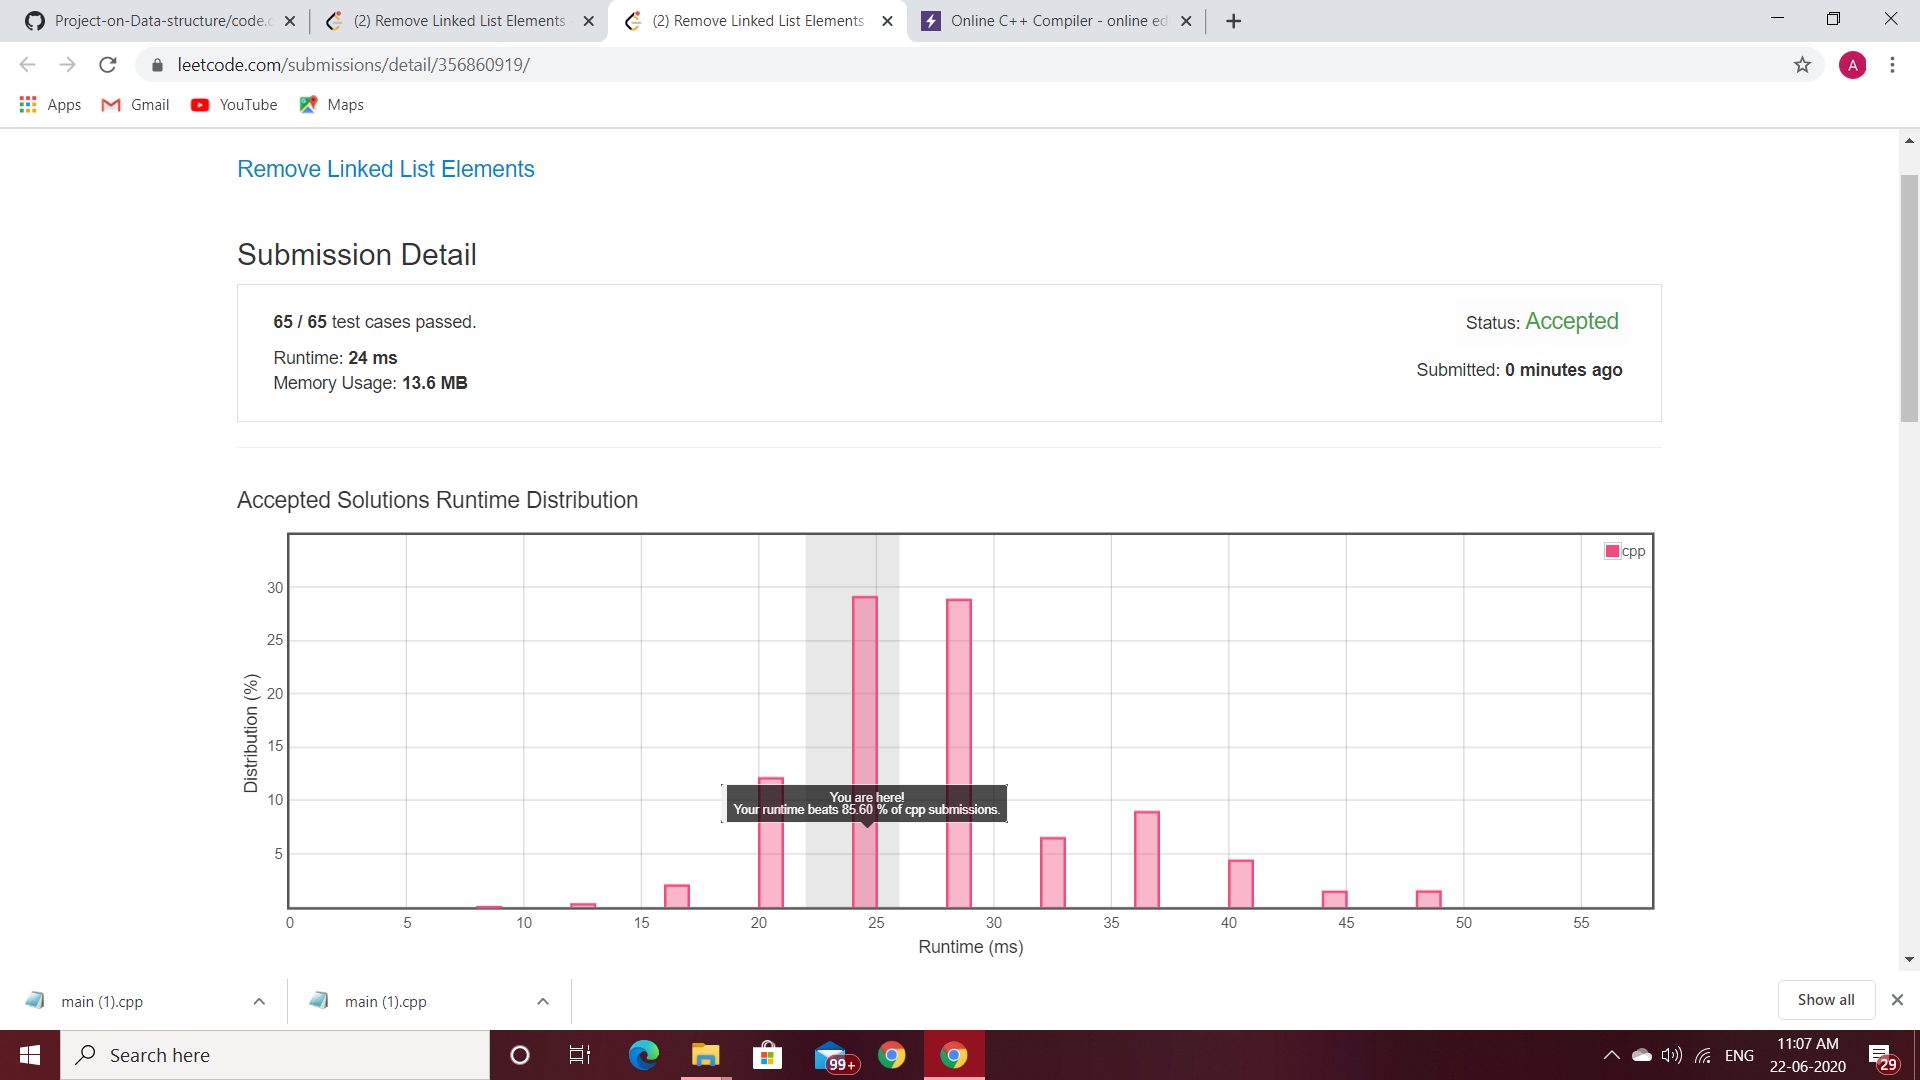 Project-on-Data-structure/code.c
(2) Remove Linked List Elements
(2) Remove Linked List Elements
Online C++ Compiler - online ed
leetcode.com/submissions/detail/356860919/
A
Apps
Gmail
YouTube
Maps
Remove Linked List Elements
Submission Detail
65 / 65 test cases passed.
Status: Accepted
Runtime: 24 ms
Submitted: 0 minutes ago
Memory Usage: 13.6 MB
Accepted Solutions Runtime Distribution
cpp
30
25
20
15
10
5
Distribution (%)
You are here!
Your runtime beats 85.60 % of cpp submissions.
0 5 10 15 20 25 30 35 40 45 50 55
Runtime (ms)
main (1).cpp
main (1).cpp
Show all
Search here
99+
ENG
11:07 AM
22-06-2020
29